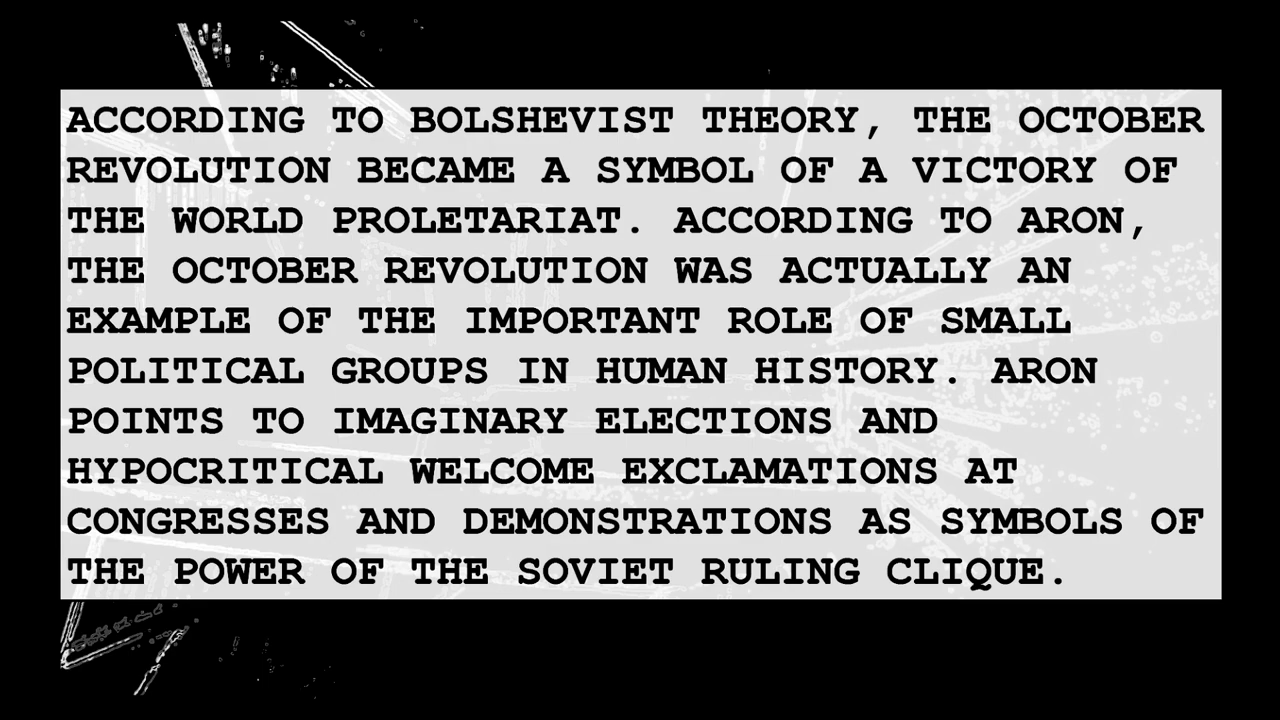 ACCORDING TO BOLSHEVIST THEORY, THE OCTOBER
REVOLUTION BECAME A SYMBOL OF A VICTORY OF
THE WORLD PROLETARIAT. ACCORDING TO ARON,
THE OCTOBER REVOLUTION WAS ACTUALLY AN
EXAMPLE OF THE IMPORTANT ROLE OF SMALL
POLITICAL GROUPS IN HUMAN HISTORY. ARON
POINTS TO IMAGINARY ELECTIONS AND
HYPOCRITICAL WELCOME EXCLAMATIONS AT
CONGRESSES AND DEMONSTRATIONS AS SYMBOLS OF
THE POWER OF THE SOVIET RULING CLIQUE.